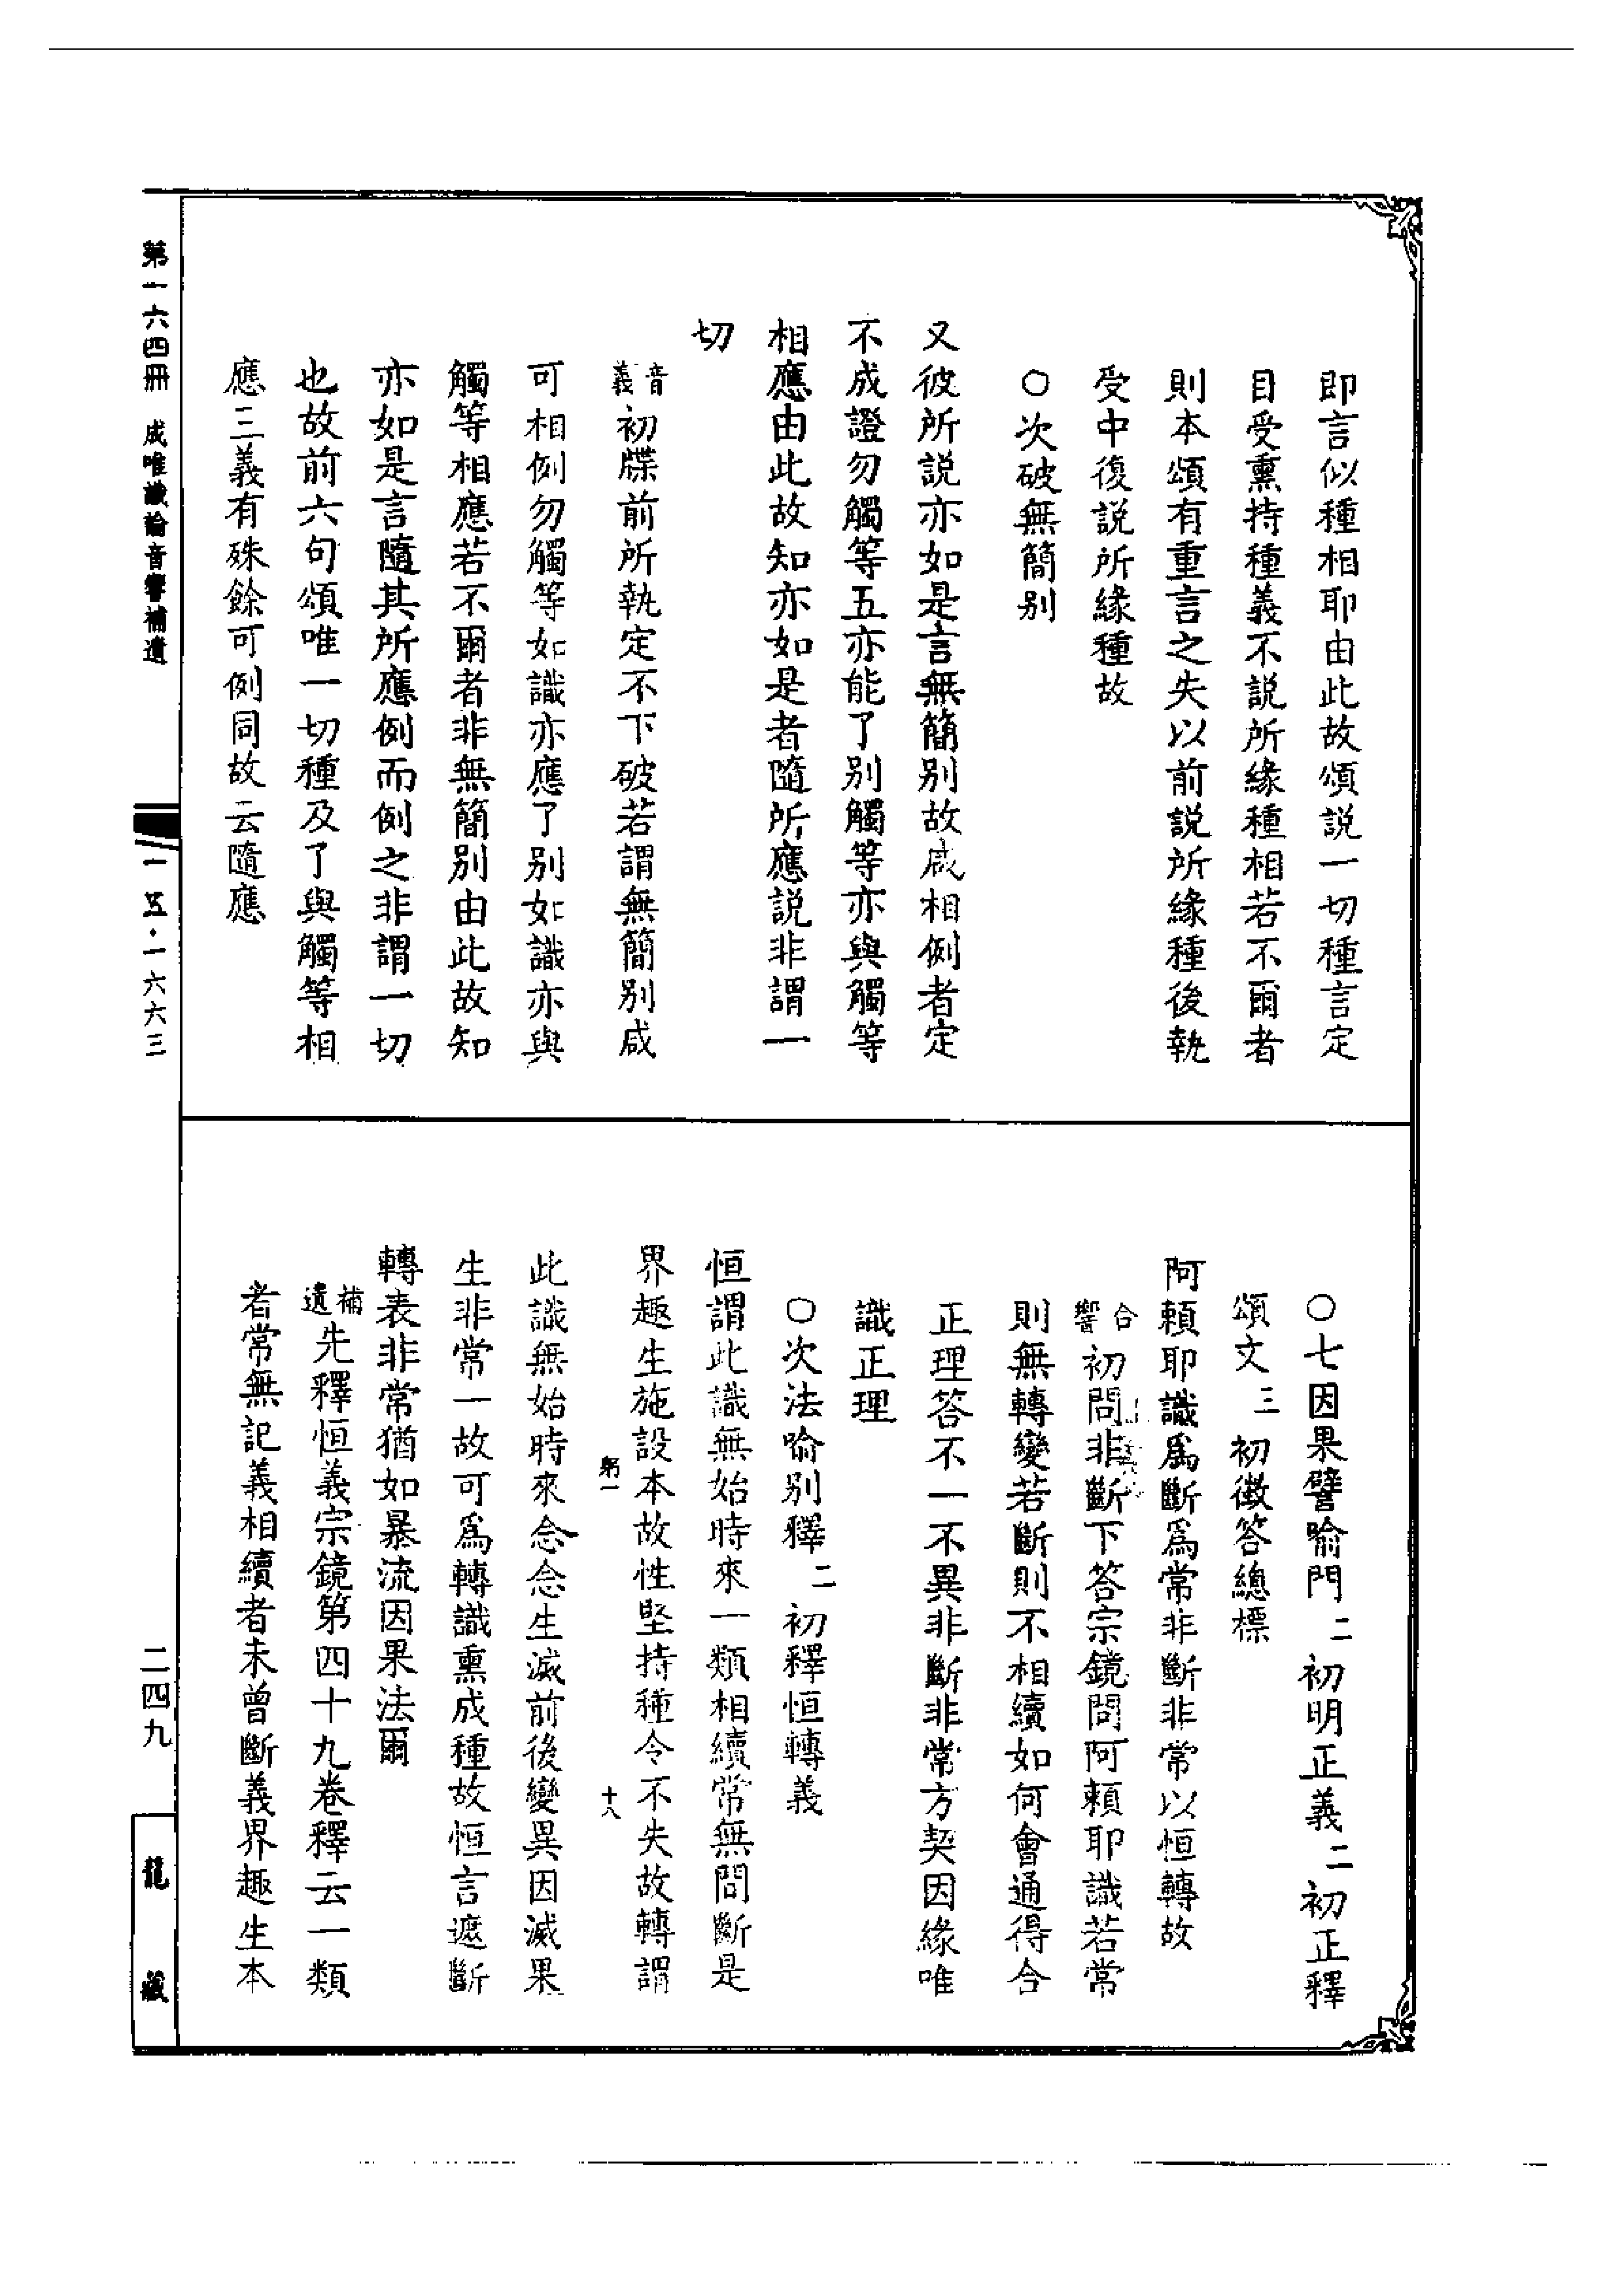 即言似種相耶由此故頌説一切種言定
目受熏持種義不説所緣種相若不爾者
則本頌有重言之失以前説所緣種後執
受中復説所緣種故
○次破無簡别
又彼所説亦如是言無簡别故咸相例者定
不成證勿觸等五亦能了别觸等亦與觸等
相應由此故知亦如是者隨所應説非謂一
切
音義初牒前所執定不下破若謂無簡别咸
可相例勿觸等如識亦應了别如識亦與
觸等相應若不爾者非無簡别由此故知
亦如是言隨其所應例而例之非謂一切
也故前六句頌唯一切種及了與觸等相
應三義有殊餘可例同故云隨應
○七因果譬喻門二初明正義二初正釋
頌文三初徴答總標
阿賴耶識爲斷爲常非斷非常以恒轉故
合響初問非斷下答宗鏡問阿賴耶識若常
則無轉變若斷則不相續如何會通得合
正理答不一不異非斷非常方契因緣唯
識正理
○次法喻别釋二初釋恒轉義
恒謂此識無始時來一類相續常無間斷是
界趣生施設本故性堅持種令不失故轉謂
躬一 十八
此識無始時來念念生滅前後變異因滅果
生非常一故可爲轉識熏成種故恒言遮斷
轉表非常猶如暴流因果法爾
補遺先釋恒義宗鏡第四十九卷釋云一類
者常無記義相續者未曾斷義界趣生本
第一六四冊 成唯識論音響補遺
一五·一六六三
二四九
龍藏